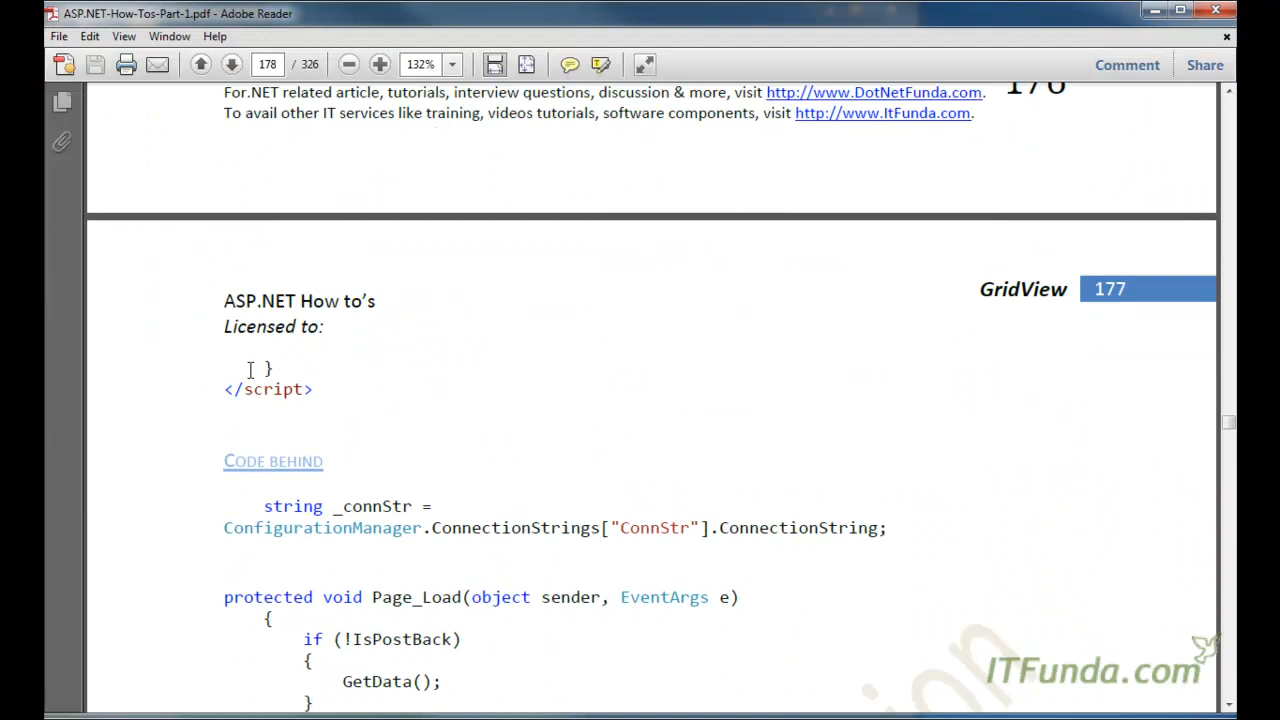 ASP.NET-How-Tos-Part-1.pdf - Adobe Reader
File Edit View Window Help
178 / 326 132% Comment Share
For.NET related article, tutorials, interview questions, discussion & more, visit http://www.DotNetFunda.com.
176
To avail other IT services like training, videos tutorials, software components, visit http://www.ItFunda.com.
ASP.NET How to's
GridView 177
Licensed to:
}
</script>
CODE BEHIND
string _connStr =
ConfigurationManager.ConnectionStrings["ConnStr"].ConnectionString;
protected void Page_Load(object sender, EventArgs e)
{
if (!IsPostBack)
{
GetData();
}
ITFunda.com